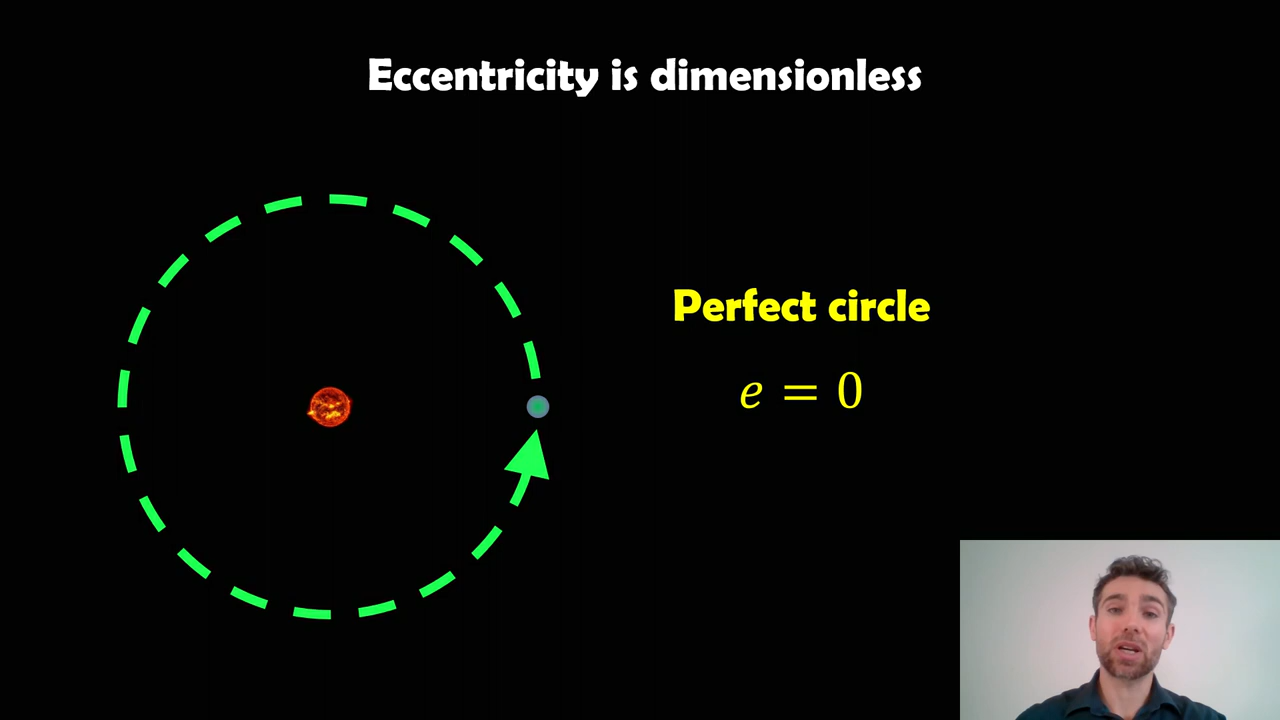 Eccentricity is dimensionless
Perfect circle
𝑒 = 0